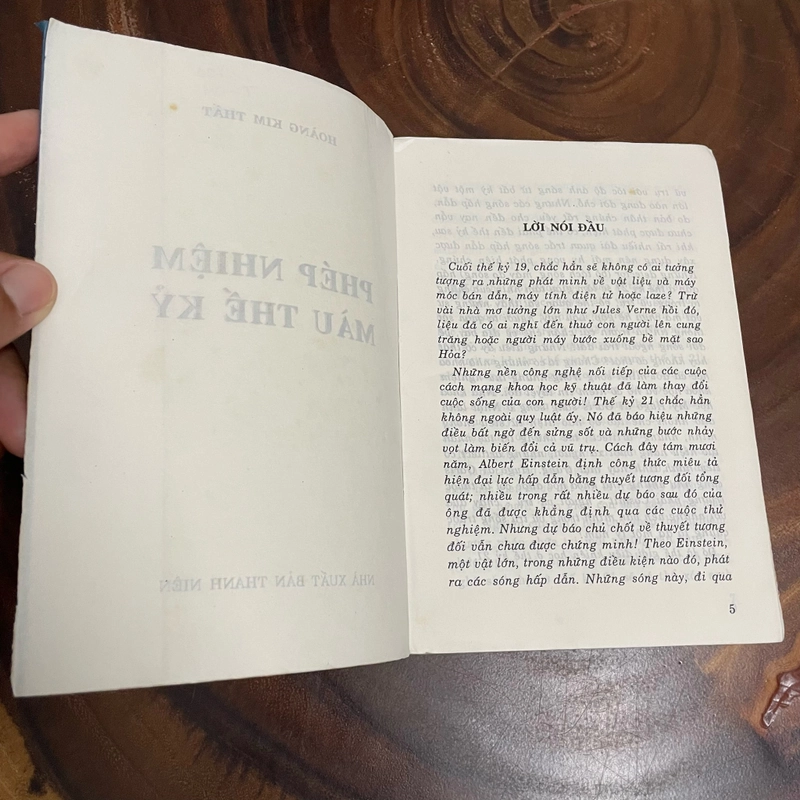 HOÀNG KIM THẤT
PHÉP NHIỆM
MÀU THẾ KỶ
NHÀ XUẤT BẢN THANH NIÊN
LỜI NÓI ĐẦU
Cuối thế kỷ 19, chắc hẳn sẽ không có ai tưởng
tượng ra những phát minh về vật liệu và máy
móc bán dẫn, máy tính điện tử hoặc laze? Trừ
vài nhà mơ tưởng lớn như Jules Verne hồi đó,
liệu đã có ai nghĩ đến thuở con người lên cung
trăng hoặc người máy bước xuống bề mặt sao
Hỏa?
Những nền công nghệ nối tiếp của các cuộc
cách mạng khoa học kỹ thuật đã làm thay đổi
cuộc sống của con người! Thế kỷ 21 chắc hẳn
không ngoài quy luật ấy. Nó đã báo hiệu những
điều bất ngờ đến sửng sốt và những bước nhảy
vọt làm biến đổi cả vũ trụ. Cách đây tám mươi
năm, Albert Einstein định công thức miêu tả
hiện đại lực hấp dẫn bằng thuyết tương đối tổng
quát; nhiều trong rất nhiều dự báo sau đó của
ông đã được khẳng định qua các cuộc thử
nghiệm. Nhưng dự báo chủ chốt về thuyết tương
đối vẫn chưa được chứng minh! Theo Einstein,
một vật lớn, trong những điều kiện nào đó, phát
ra các sóng hấp dẫn. Những sóng này, đi qua
5